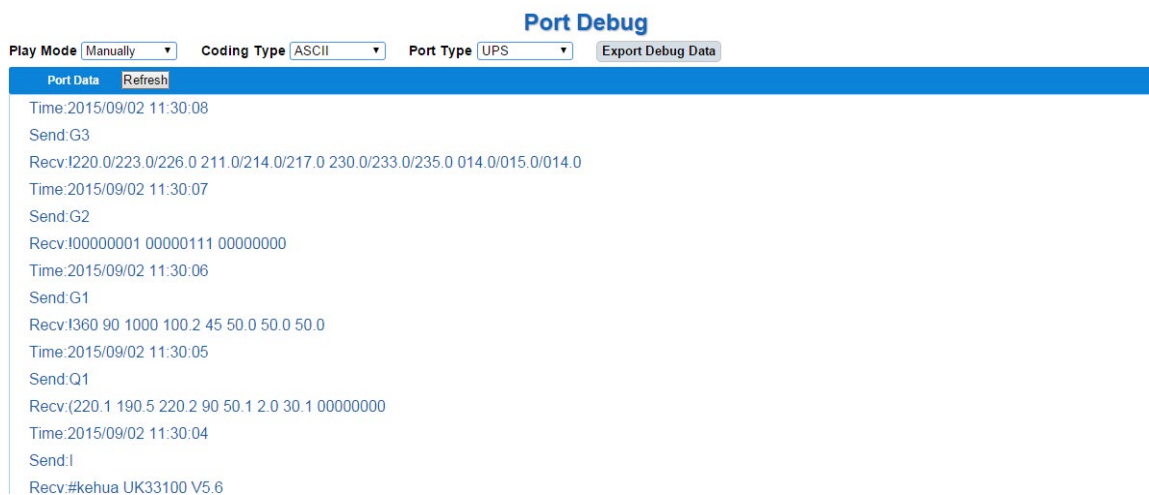 Port Debug
Play Mode Manually Coding Type ASCII Port Type UPS Export Debug Data
Port Data Refresh
Time:2015/09/02 11:30:08
Send:G3
Recv:!220.0/223.0/226.0 211.0/214.0/217.0 230.0/233.0/235.0 014.0/015.0/014.0
Time:2015/09/02 11:30:07
Send:G2
Recv:!00000001 00000111 00000000
Time:2015/09/02 11:30:06
Send:G1
Recv:!360 90 1000 100.2 45 50.0 50.0 50.0
Time:2015/09/02 11:30:05
Send:Q1
Recv:(220.1 190.5 220.2 90 50.1 2.0 30.1 00000000
Time:2015/09/02 11:30:04
Send:I
Recv:#kehua UK33100 V5.6